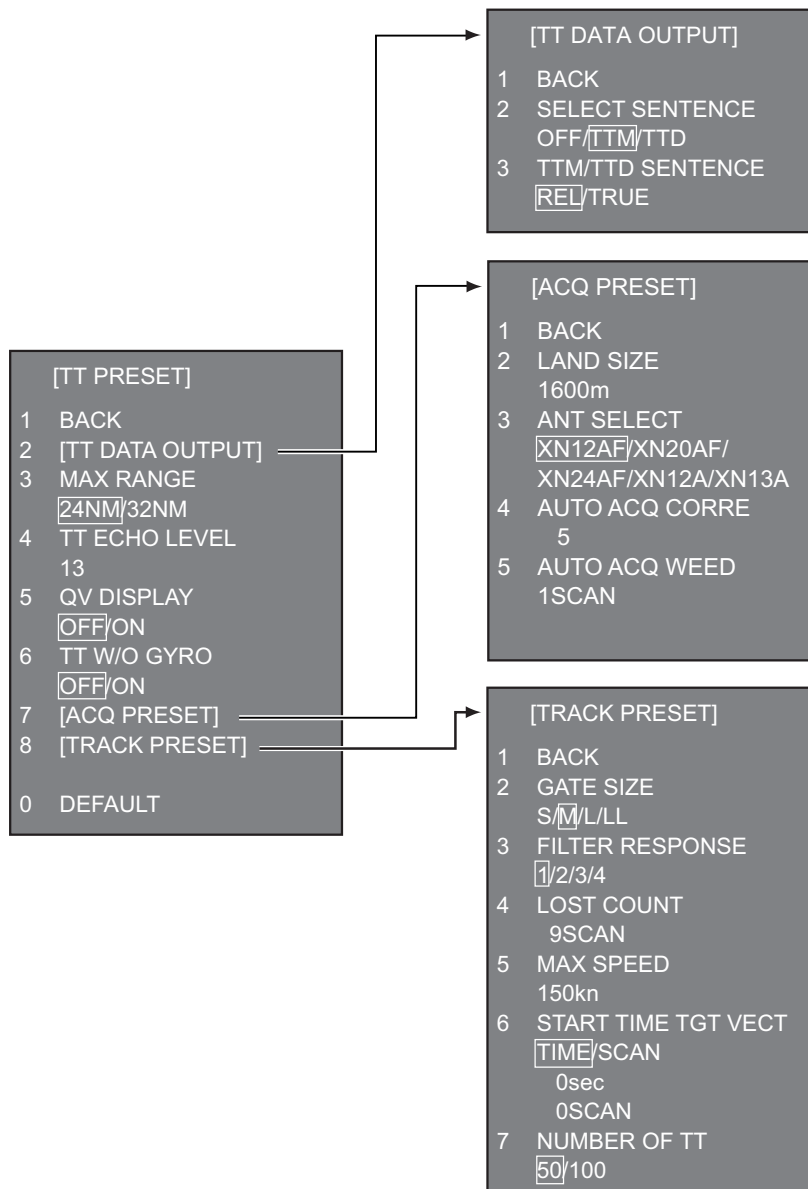 [TT PRESET]
1 BACK
2 [TT DATA OUTPUT]
3 MAX RANGE
24NM/32NM
4 TT ECHO LEVEL
13
5 QV DISPLAY
OFF/ON
6 TT W/O GYRO
OFF/ON
7 [ACQ PRESET]
8 [TRACK PRESET]
0 DEFAULT
[TT DATA OUTPUT]
1 BACK
2 SELECT SENTENCE
OFF/TTM/TTD
3 TTM/TTD SENTENCE
REL/TRUE
[ACQ PRESET]
1 BACK
2 LAND SIZE
1600m
3 ANT SELECT
XN12AF/XN20AF/
XN24AF/XN12A/XN13A
4 AUTO ACQ CORRE
5
5 AUTO ACQ WEED
1SCAN
[TRACK PRESET]
1 BACK
2 GATE SIZE
S/M/L/LL
3 FILTER RESPONSE
1/2/3/4
4 LOST COUNT
9SCAN
5 MAX SPEED
150kn
6 START TIME TGT VECT
TIME/SCAN
0sec
0SCAN
7 NUMBER OF TT
50/100